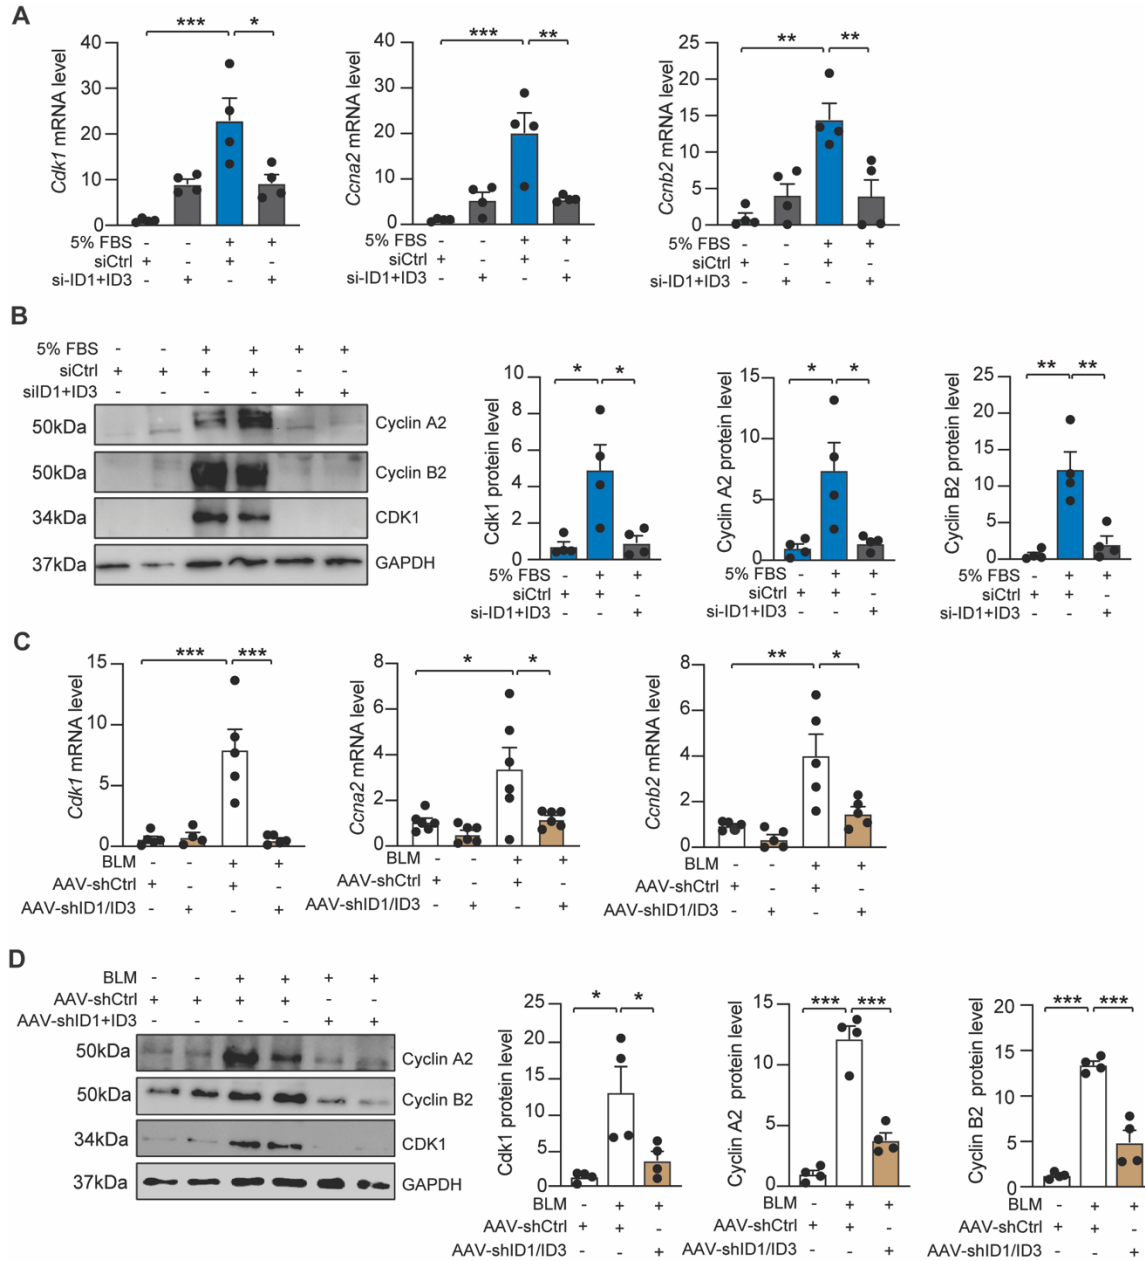 A
*** *
Cdk1 mRNA level
40
30
20
10
0
5% FBS - - + +
siCtrl + - + -
si-ID1+ID3 - + - +
*** **
Ccna2 mRNA level
40
30
20
10
0
5% FBS - - + +
siCtrl + - + -
si-ID1+ID3 - + - +
** **
Ccnb2 mRNA level
25
20
15
10
5
0
5% FBS - - + +
siCtrl + - + -
si-ID1+ID3 - + - +
B
5% FBS - - + + + +
siCtrl + + + + - -
siID1+ID3 - - - - + +
50kDa Cyclin A2
50kDa Cyclin B2
34kDa CDK1
37kDa GAPDH
* *
Cdk1 protein level
10
8
6
4
2
0
5% FBS - + +
siCtrl + + -
si-ID1+ID3 - - +
* *
Cyclin A2 protein level
15
10
5
0
5% FBS - + +
siCtrl + + -
si-ID1+ID3 - - +
** **
Cyclin B2 protein level
25
20
15
10
5
0
5% FBS - + +
siCtrl + + -
si-ID1+ID3 - - +
C
*** ***
Cdk1 mRNA level
15
10
5
0
BLM - - + +
AAV-shCtrl + - + -
AAV-shID1/ID3 - + - +
* *
Ccna2 mRNA level
8
6
4
2
0
BLM - - + +
AAV-shCtrl + - + -
AAV-shID1/ID3 - + - +
** *
Ccnb2 mRNA level
8
6
4
2
0
BLM - - + +
AAV-shCtrl + - + -
AAV-shID1/ID3 - + - +
D
BLM - - + + + +
AAV-shCtrl + + + + - -
AAV-shID1+ID3 - - - - + +
50kDa Cyclin A2
50kDa Cyclin B2
34kDa CDK1
37kDa GAPDH
* *
Cdk1 protein level
25
20
15
10
5
0
BLM - + +
AAV-shCtrl + + -
AAV-shID1/ID3 - - +
*** ***
Cyclin A2 protein level
15
10
5
0
BLM - + +
AAV-shCtrl + + -
AAV-shID1/ID3 - - +
*** ***
Cyclin B2 protein level
20
15
10
5
0
BLM - + +
AAV-shCtrl + + -
AAV-shID1/ID3 - - +